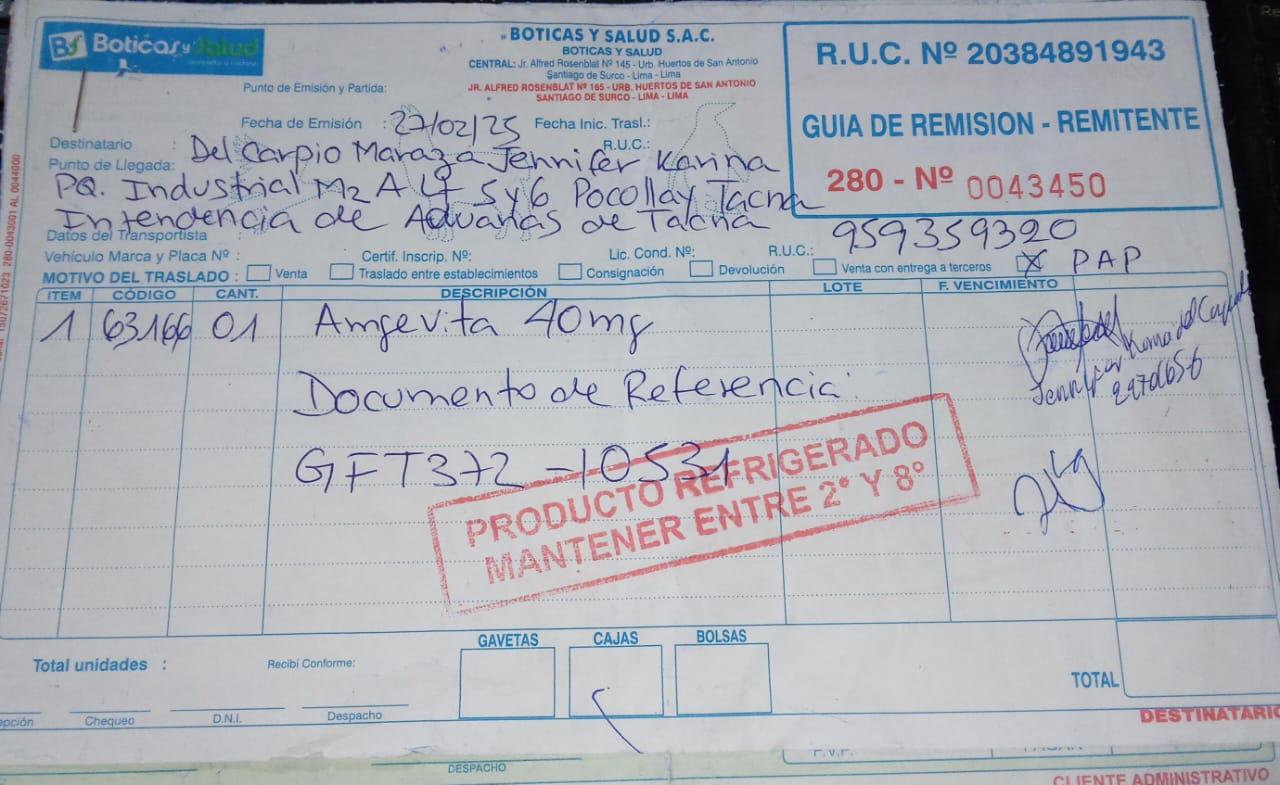 BS Boticas y Salud
BOTICAS Y SALUD S.A.C.
BOTICAS Y SALUD
CENTRAL: Jr. Alfred Rosenblat Nº 145 - Urb. Huertos de San Antonio
Santiago de Surco - Lima - Lima
Punto de Emisión y Partida:
JR. ALFRED ROSENBLAT Nº 165 - URB. HUERTOS DE SAN ANTONIO
SANTIAGO DE SURCO - LIMA - LIMA
R.U.C. Nº 20384891943
GUIA DE REMISION - REMITENTE
280 - Nº 0043450
Fecha de Emisión : 27/02/25 Fecha Inic. Trasl.:
Destinatario : Del Carpio Maraza Jennifer Karina R.U.C.:
Punto de Llegada: PQ. Industrial Mz A Lt 5 y 6 Pocollay Tacna
Intendencia de Aduanas de Tacna
Datos del Transportista : 959359320
Vehículo Marca y Placa Nº : Certif. Inscrip. Nº: Lic. Cond. Nº: R.U.C.:
MOTIVO DEL TRASLADO : Venta Traslado entre establecimientos Consignación Devolución Venta con entrega a terceros X PAP
ITEM CÓDIGO CANT. DESCRIPCIÓN LOTE F. VENCIMIENTO
1 63166 01 Amgevita 40mg
Documento de Referencia:
GFT372-10531
PRODUCTO REFRIGERADO
MANTENER ENTRE 2° Y 8°
GAVETAS CAJAS BOLSAS
Total unidades : Recibí Conforme:
TOTAL
Chequeo D.N.I. Despacho
DESTINATARIO
DESPACHO
CLIENTE ADMINISTRATIVO
280-0043001 AL 0044000